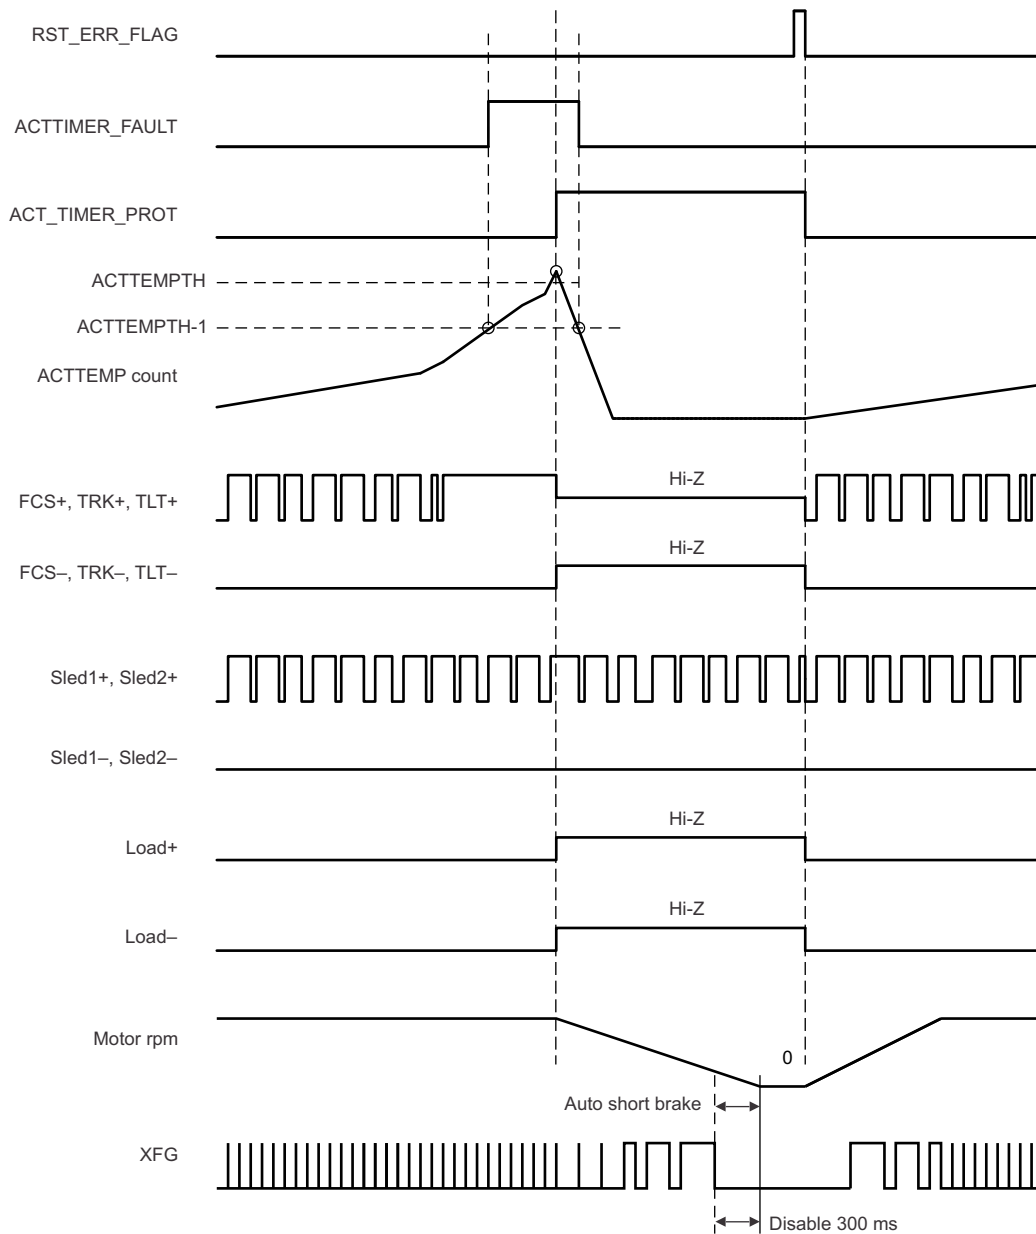 RST_ERR_FLAG
ACTTIMER_FAULT
ACT_TIMER_PROT
ACTTEMPTH
ACTTEMPTH-1
ACTTEMP count
Hi-Z
FCS+, TRK+, TLT+
Hi-Z
FCS–, TRK–, TLT–
Sled1+, Sled2+
Sled1–, Sled2–
Hi-Z
Load+
Hi-Z
Load–
Motor rpm
0
Auto short brake
XFG
Disable 300 ms